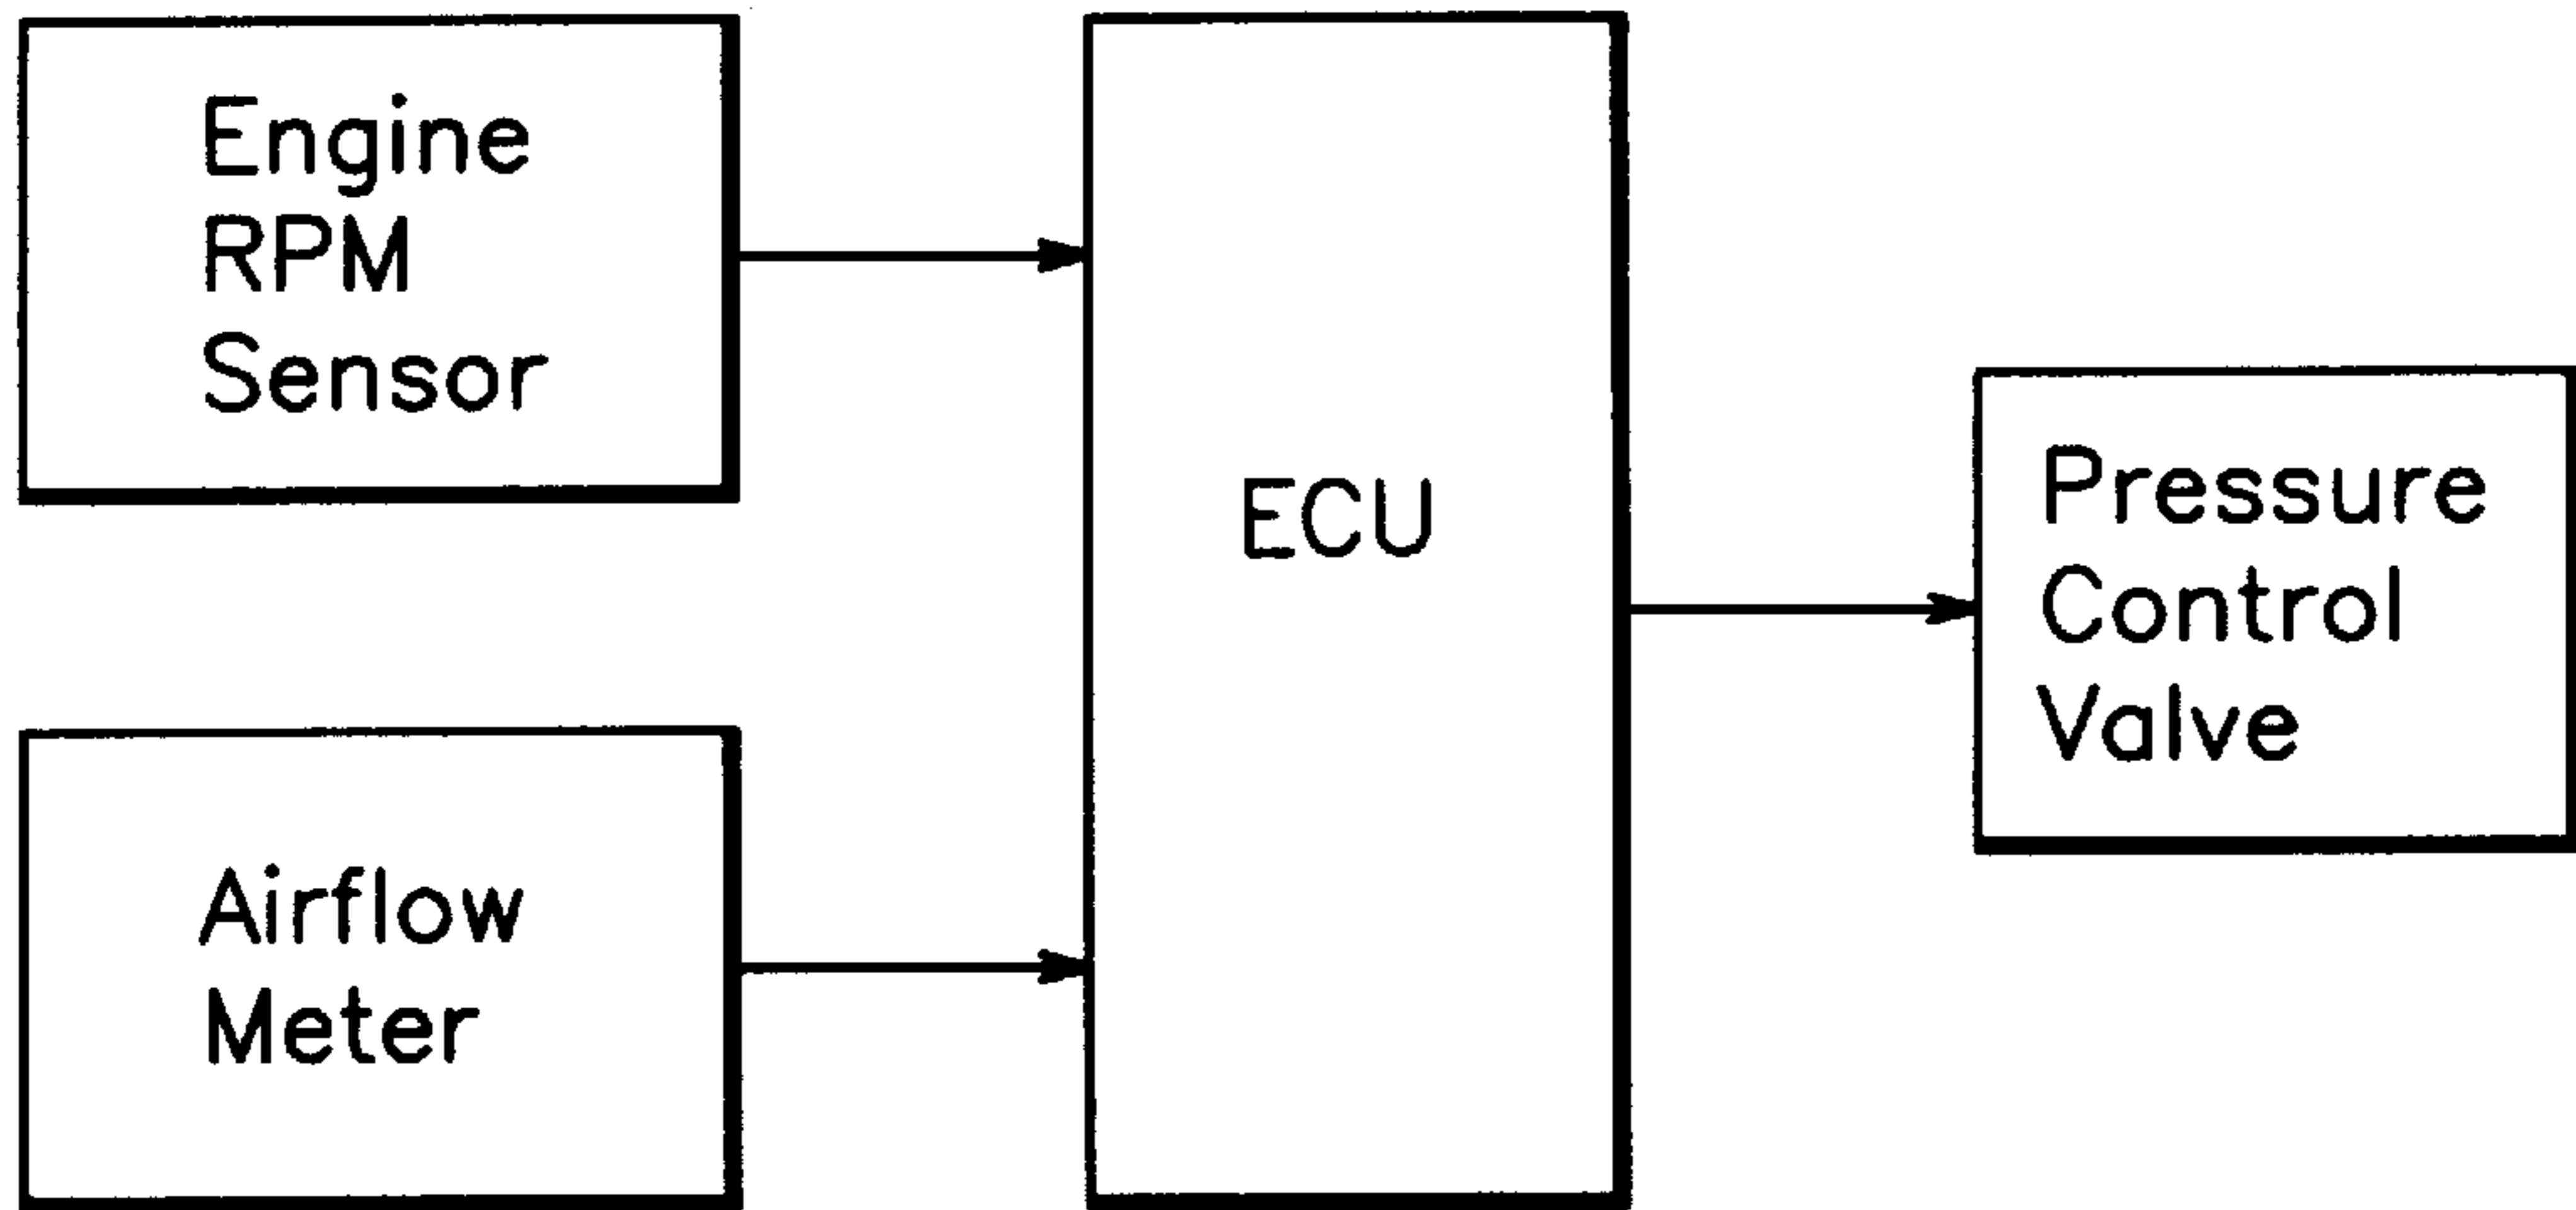 Engine
RPM
Sensor
ECU
Pressure
Control
Valve
Airflow
Meter